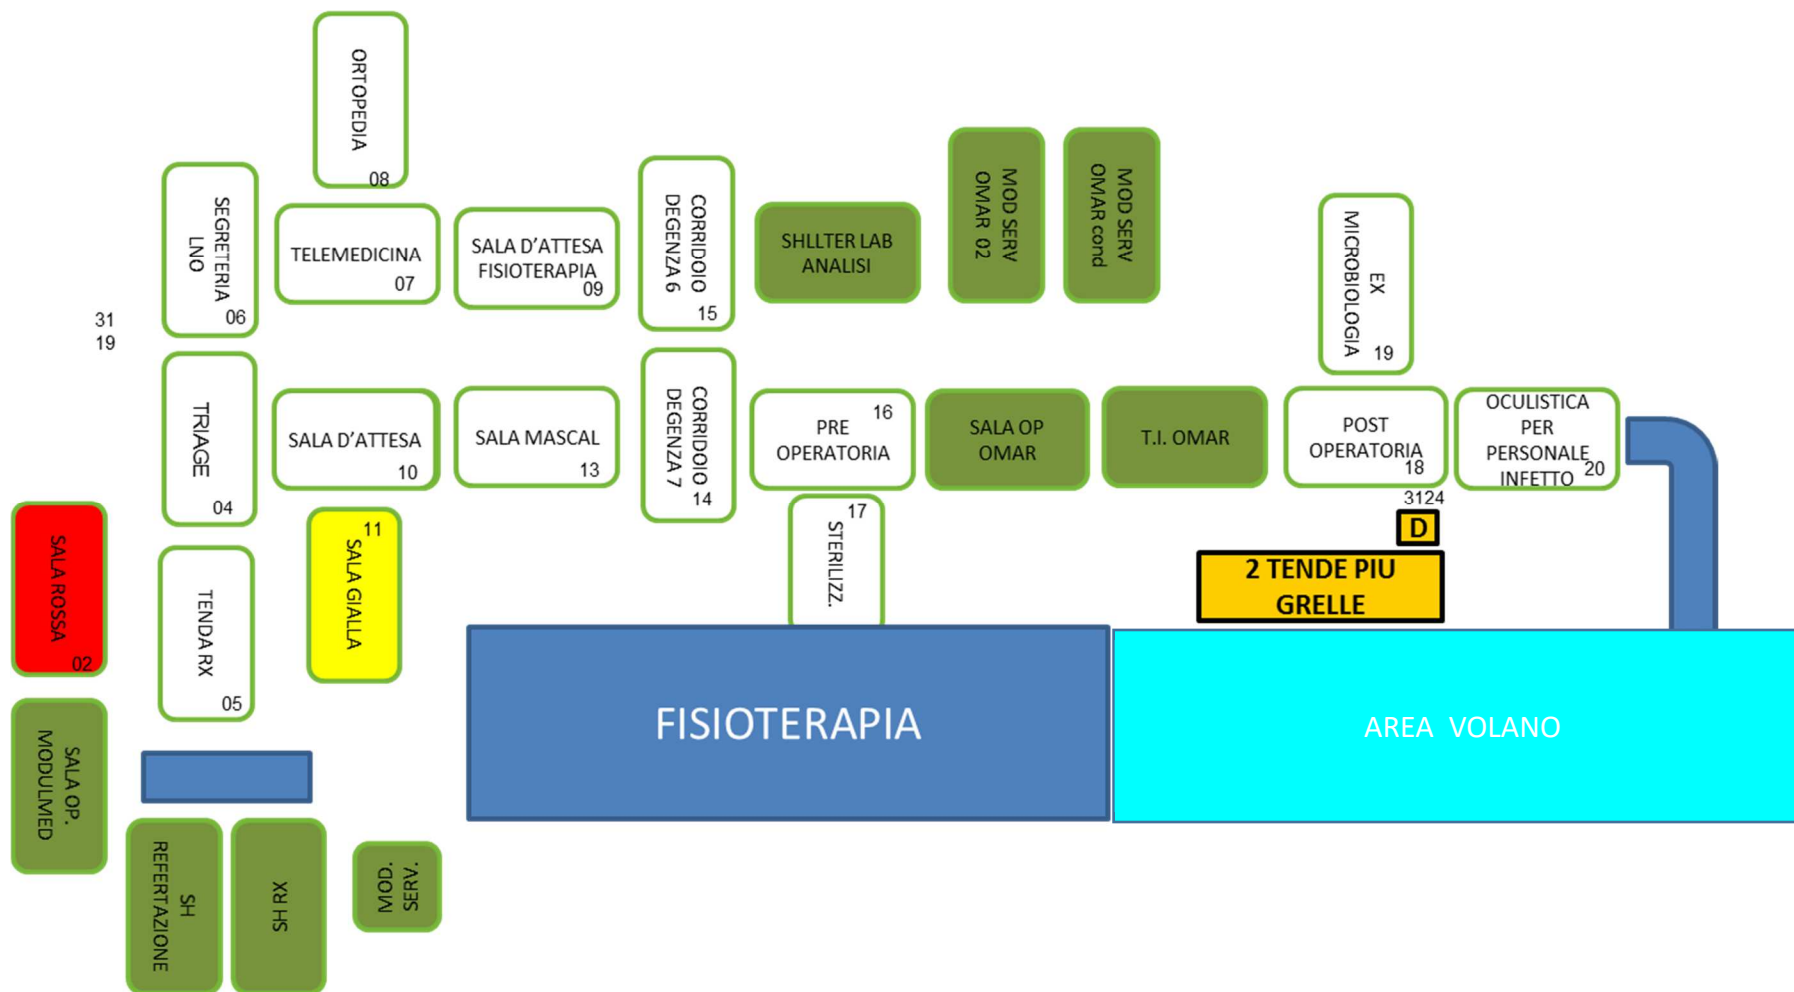 ORTOPEDIA
08
SEGRETERIA
LNO
06
TELEMEDICINA
07
SALA D'ATTESA
FISIOTERAPIA
09
CORRIDOIO
DEGENZA 6
15
SHLLTER LAB
ANALISI
MOD SERV
OMAR 02
MOD SERV
OMAR cond
EX
MICROBIOLOGIA
19
31
19
TRIAGE
04
SALA D'ATTESA
10
SALA MASCAL
13
CORRIDOIO
DEGENZA 7
14
16
PRE
OPERATORIA
SALA OP
OMAR
T.I. OMAR
POST
OPERATORIA
18
OCULISTICA
PER
PERSONALE
INFETTO
20
3124
D
2 TENDE PIU
GRELLE
SALA ROSSA
02
TENDA RX
05
11
SALA GIALLA
17
STERILIZZ.
FISIOTERAPIA
AREA VOLANO
SALA OP.
MODULMED
SH
REFERTAZIONE
SH RX
SERV.
MOD.